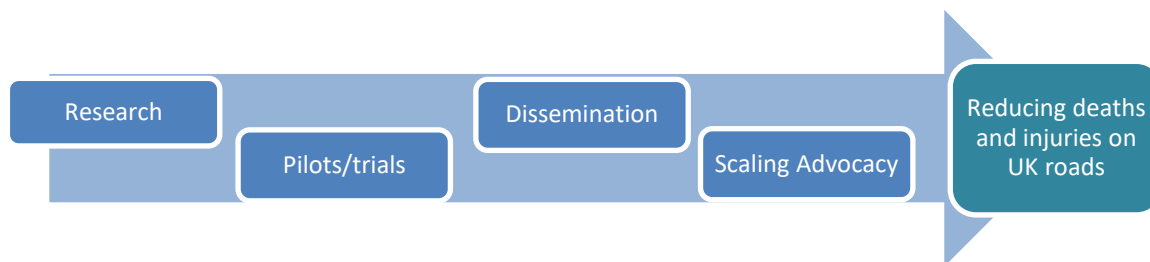 Research
Pilots/trials
Dissemination
Scaling Advocacy
Reducing deaths
and injuries on
UK roads